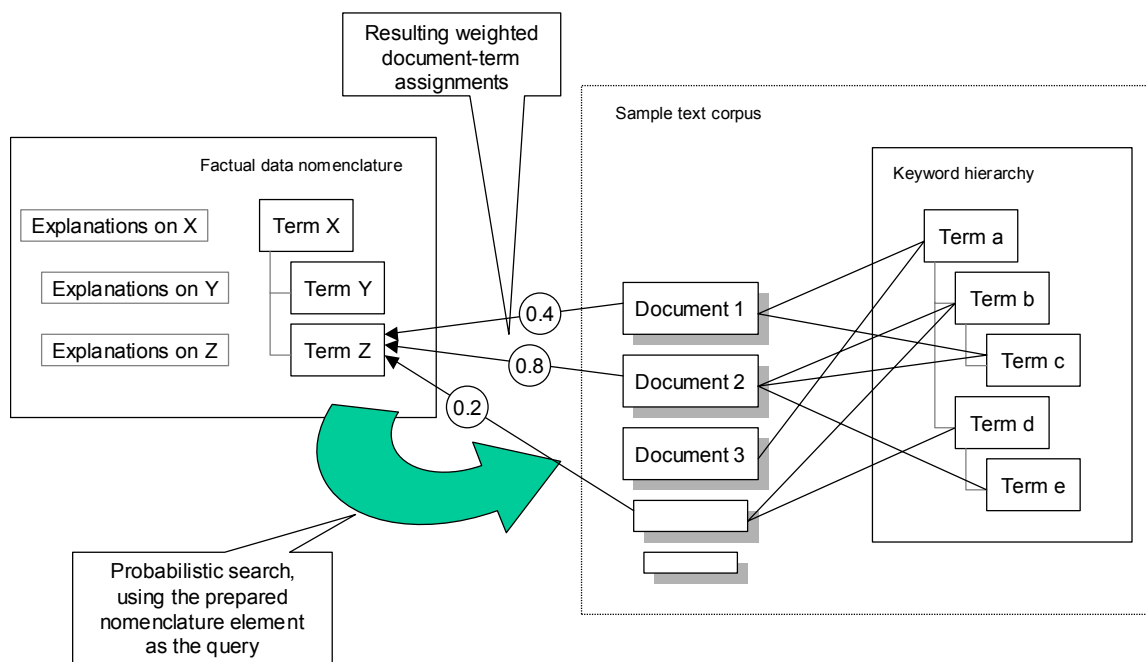 Resulting weighted
document-term
assignments
Sample text corpus
Factual data nomenclature
Keyword hierarchy
Explanations on X
Term X
Term a
Explanations on Y
Term Y
Term b
Document 1
0.4
Explanations on Z
Term Z
Term c
0.8
Document 2
0.2
Term d
Document 3
Term e
Probabilistic search,
using the prepared
nomenclature element
as the query